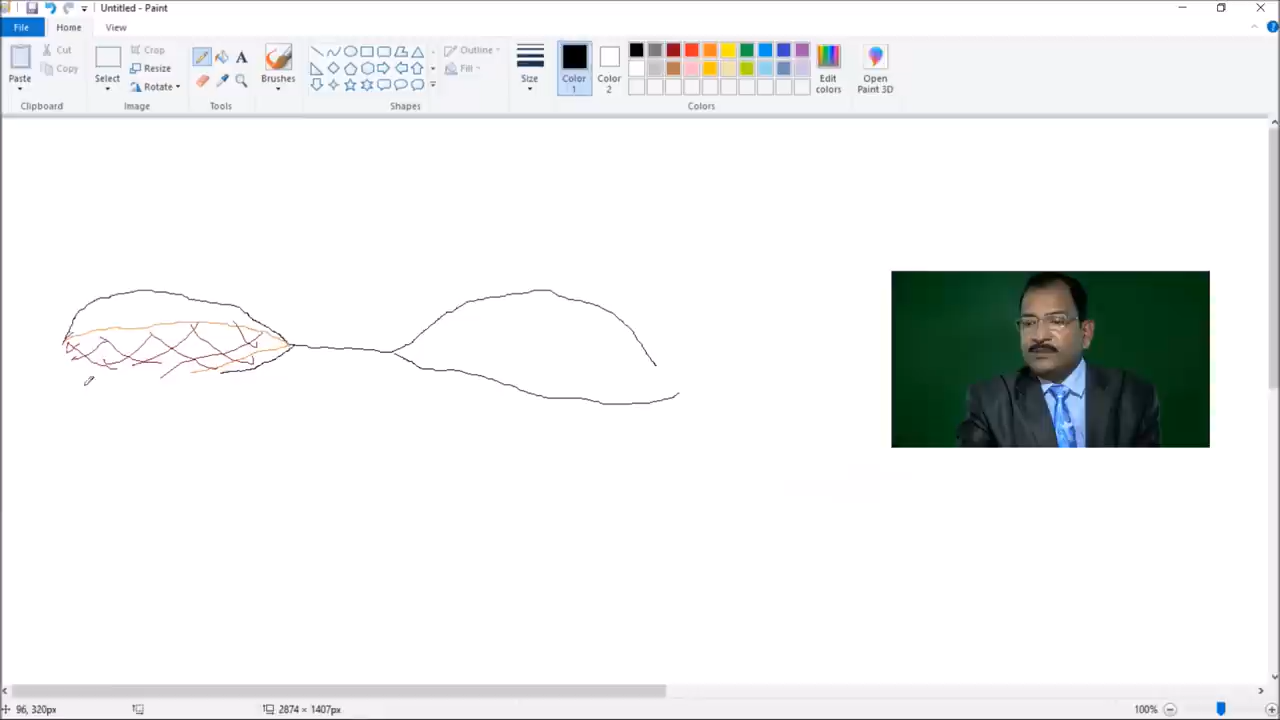 Untitled - Paint
File Home View
Paste
Cut
Copy
Clipboard
Select
Crop
Resize
Rotate
Image
A
Tools
Brushes
Shapes
Outline
Fill
Size
Color
1
Color
2
Colors
Edit
colors
Open
Paint 3D
96, 320px
2874 × 1407px
100%